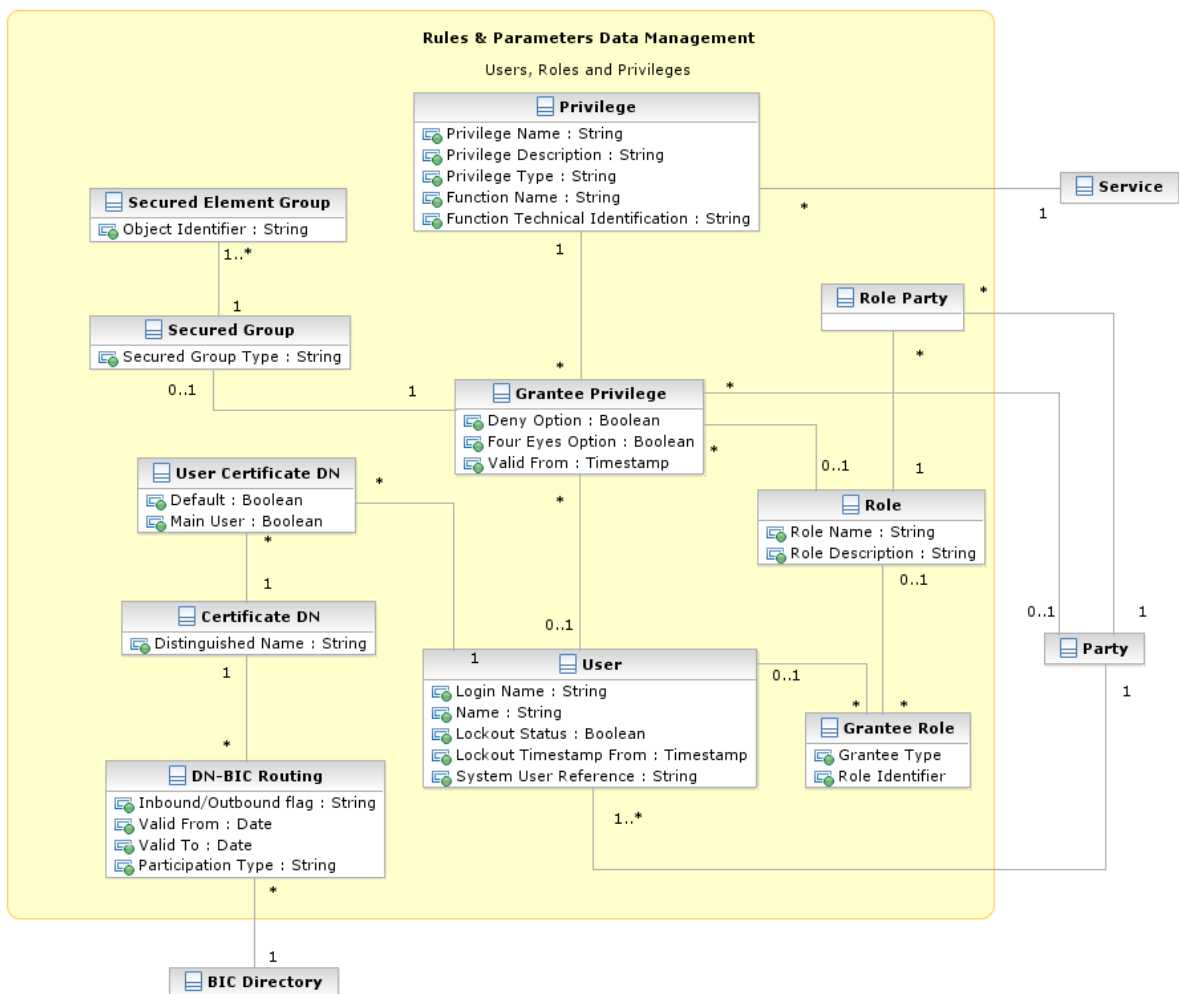 Rules & Parameters Data Management
Users, Roles and Privileges
Privilege
Privilege Name : String
Privilege Description : String
Privilege Type : String
Function Name : String
Function Technical Identification : String
*
1
Service
1
Secured Element Group
Object Identifier : String
1..*
1
Secured Group
Secured Group Type : String
0..1
1
Role Party
*
*
1
*
Grantee Privilege
Deny Option : Boolean
Four Eyes Option : Boolean
Valid From : Timestamp
*
*
0..1
*
User Certificate DN
Default : Boolean
Main User : Boolean
*
*
1
Role
Role Name : String
Role Description : String
0..1
Certificate DN
Distinguished Name : String
1
0..1
0..1
1
Party
1
1
User
Login Name : String
Name : String
Lockout Status : Boolean
Lockout Timestamp From : Timestamp
System User Reference : String
0..1
1..*
*
*
Grantee Role
Grantee Type
Role Identifier
*
DN-BIC Routing
Inbound/Outbound flag : String
Valid From : Date
Valid To : Date
Participation Type : String
*
1
BIC Directory